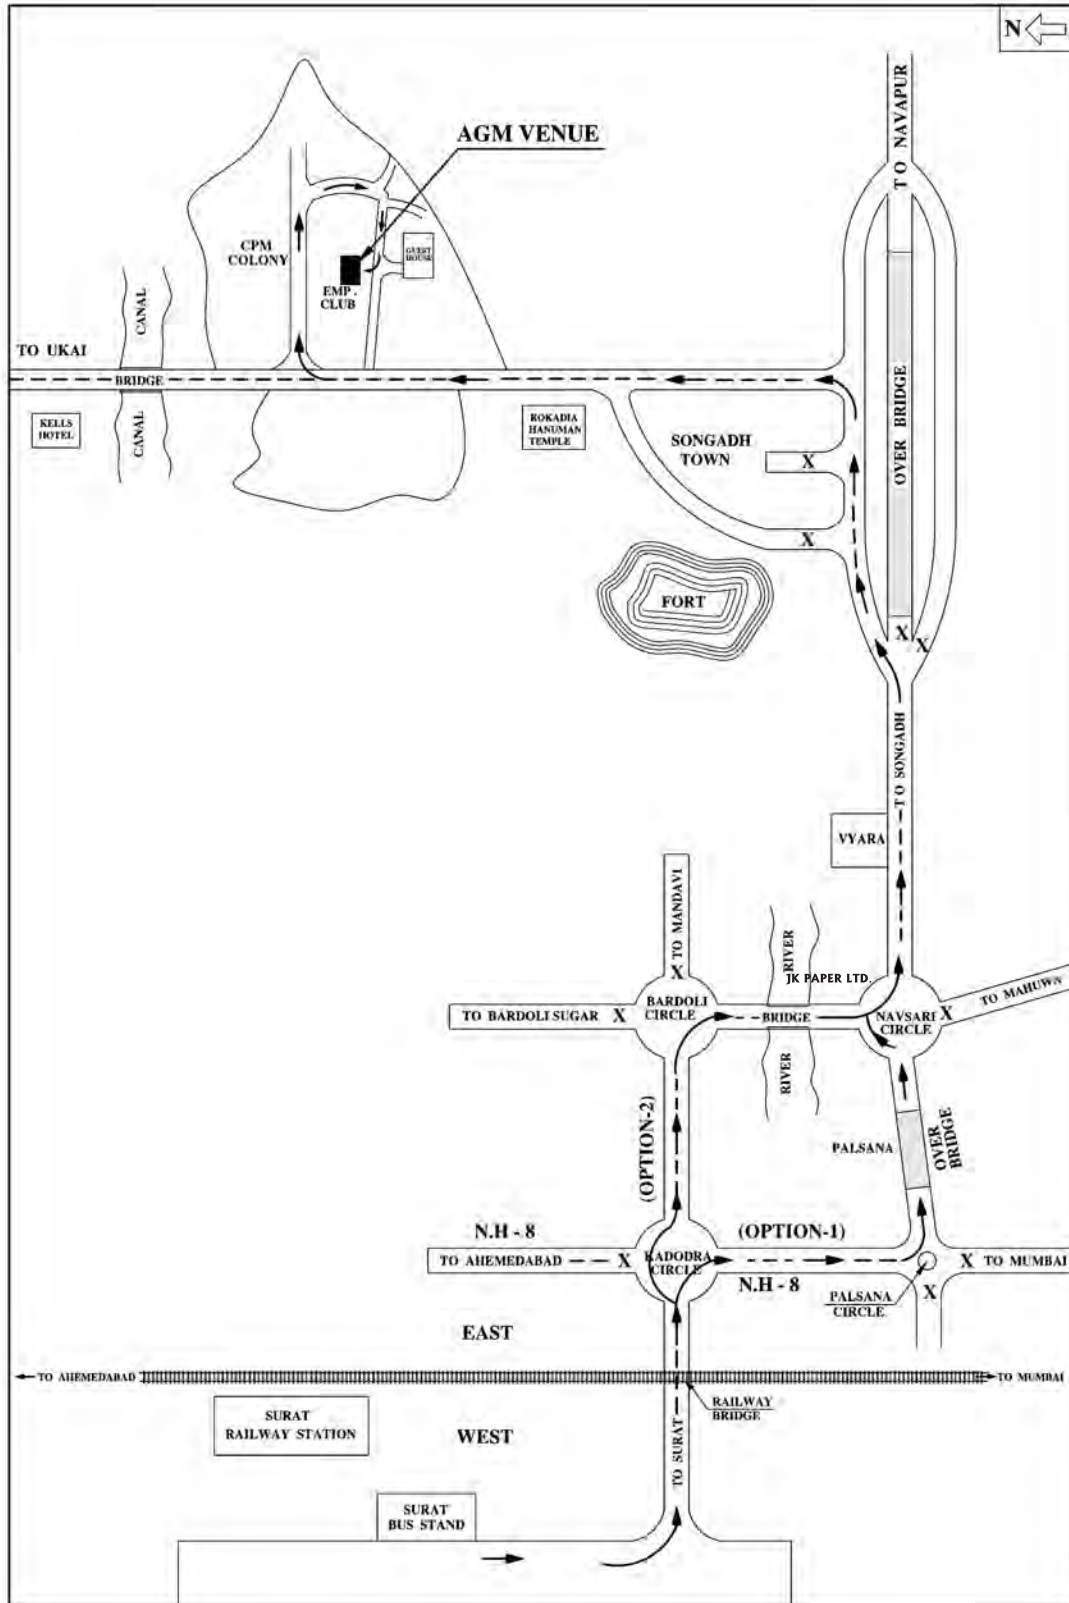 N
TO NAVAPUR
AGM VENUE
CPM
COLONY
GUEST
HOUSE
EMP.
CLUB
CANAL
TO UKAI
BRIDGE
KELLS
HOTEL
CANAL
ROKADIA
HANUMAN
TEMPLE
SONGADH
TOWN
X
OVER BRIDGE
X
FORT
X
X
TO SONGADH
VYARA
TO MANDAVI
X
RIVER
JK PAPER LTD.
TO BARDOLI SUGAR X
BARDOLI
CIRCLE
BRIDGE
NAVSARI
CIRCLE
X
TO MAHUWN
RIVER
(OPTION-2)
PALSANA
OVER
BRIDGE
N.H - 8
(OPTION-1)
TO AHEMEDABAD
X
KADODRA
CIRCLE
X
TO MUMBAI
N.H - 8
X
PALSANA
CIRCLE
EAST
TO AHEMEDABAD
TO MUMBAI
RAILWAY
BRIDGE
SURAT
RAILWAY STATION
WEST
TO SURAT
SURAT
BUS STAND